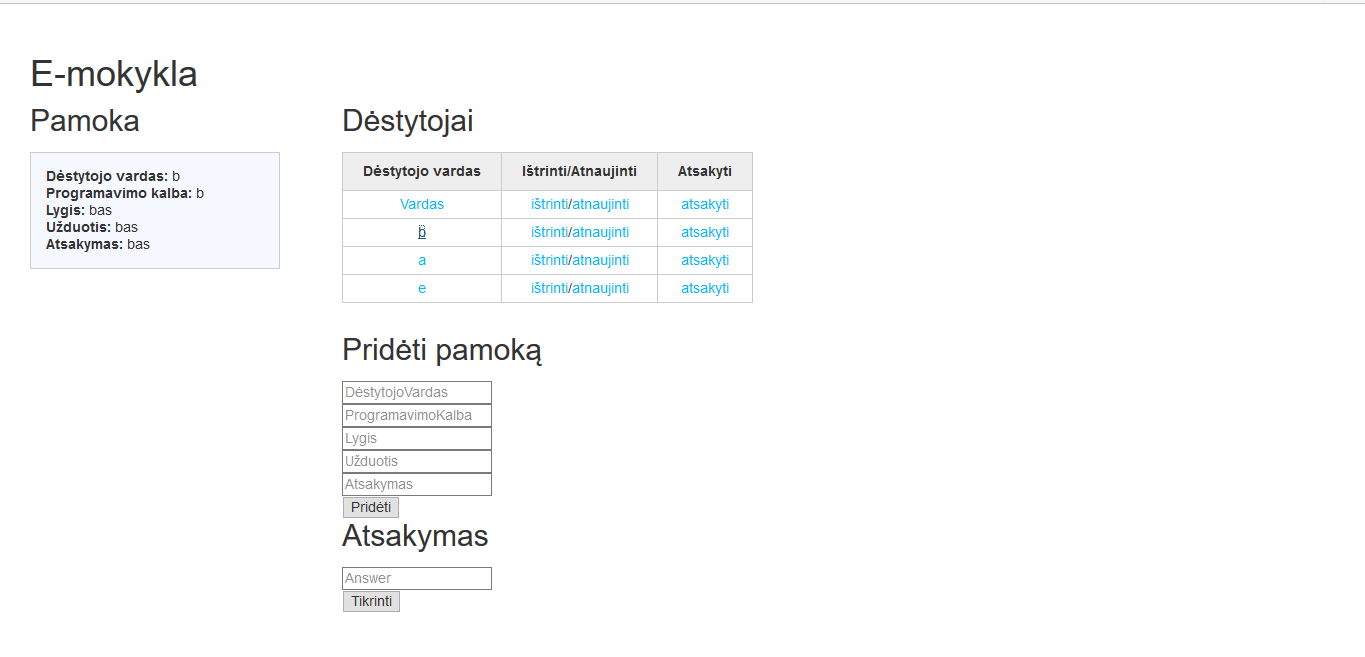 E-mokykla
Pamoka
Dėstytojo vardas: b
Programavimo kalba: b
Lygis: bas
Užduotis: bas
Atsakymas: bas
Dėstytojai
Dėstytojo vardas Ištrinti/Atnaujinti Atsakyti
Vardas ištrinti/atnaujinti atsakyti
b ištrinti/atnaujinti atsakyti
a ištrinti/atnaujinti atsakyti
e ištrinti/atnaujinti atsakyti
Pridėti pamoką
DėstytojoVardas
ProgramavimoKalba
Lygis
Užduotis
Atsakymas
Pridėti
Atsakymas
Answer
Tikrinti